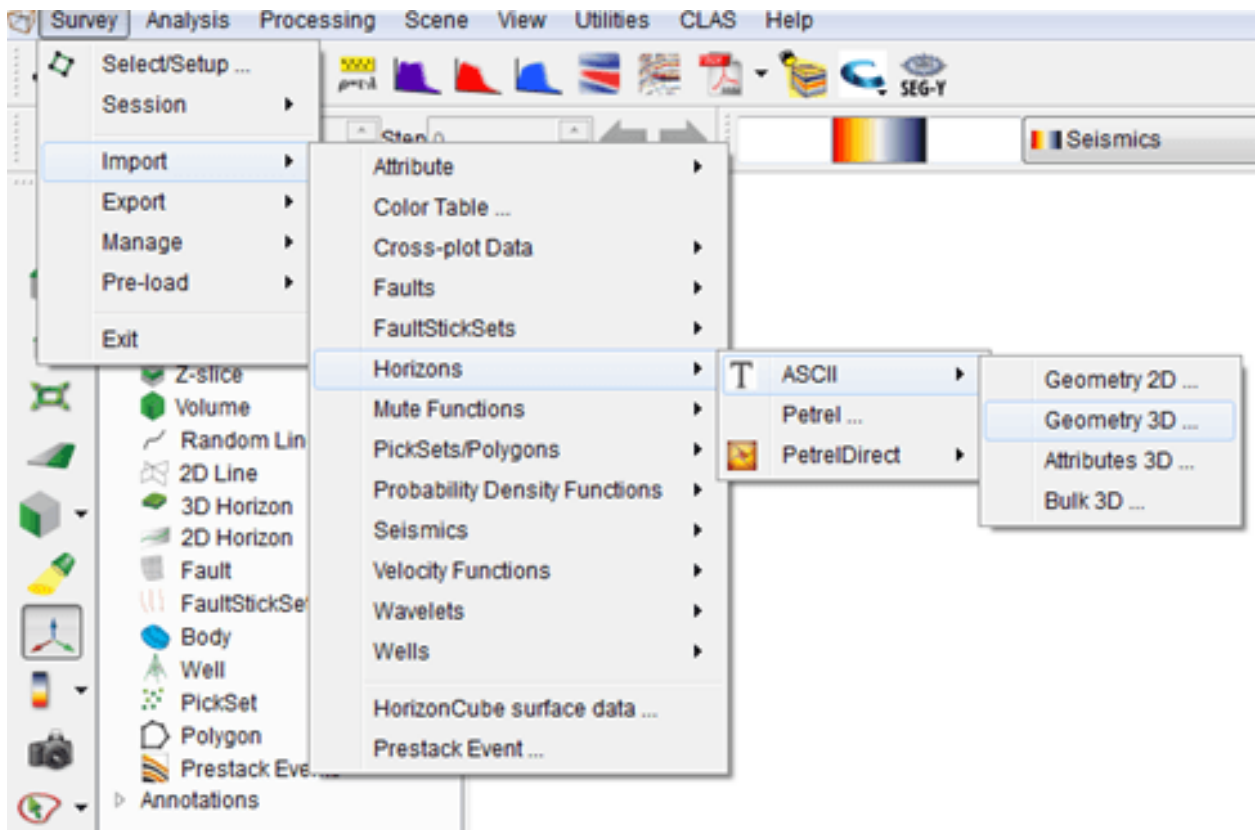 Survey Analysis Processing Scene View Utilities CLAS Help
Select/Setup ...
Session
Import
Export
Manage
Pre-load
Exit
SEG-Y
Step 0
Seismics
Attribute
Color Table ...
Cross-plot Data
Faults
FaultStickSets
Horizons
Mute Functions
PickSets/Polygons
Probability Density Functions
Seismics
Velocity Functions
Wavelets
Wells
HorizonCube surface data ...
Prestack Event ...
T ASCII
Petrel ...
PetrelDirect
Geometry 2D ...
Geometry 3D ...
Attributes 3D ...
Bulk 3D ...
Z-slice
Volume
Random Lin
2D Line
3D Horizon
2D Horizon
Fault
FaultStickSe
Body
Well
PickSet
Polygon
Prestack Eve
Annotations